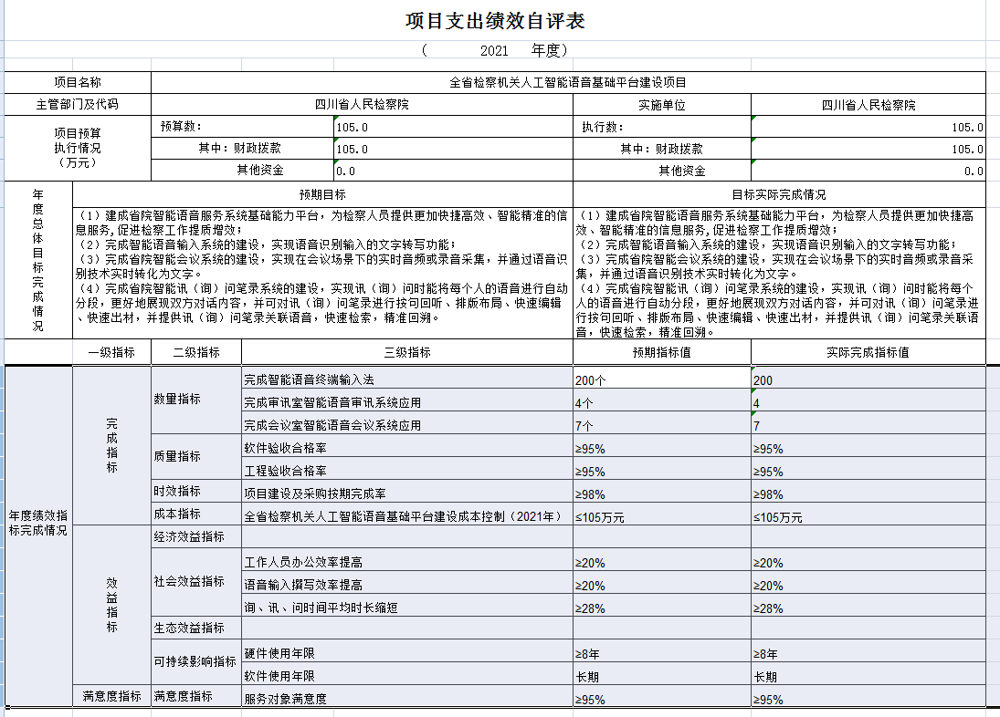 项目支出绩效自评表
（ 2021 年度）
项目名称 全省检察机关人工智能语音基础平台建设项目
主管部门及代码 四川省人民检察院 实施单位 四川省人民检察院
项目预算
执行情况
（万元）
预算数： 105.0 执行数： 105.0
其中：财政拨款 105.0 其中：财政拨款 105.0
其他资金 0.0 其他资金 0.0
年度总体目标完成情况
预期目标 目标实际完成情况
（1）建成省院智能语音服务系统基础能力平台，为检察人员提供更加快捷高效、智能精准的信
息服务,促进检察工作提质增效；
（2）完成智能语音输入系统的建设，实现语音识别输入的文字转写功能；
（3）完成省院智能会议系统的建设，实现在会议场景下的实时音频或录音采集，并通过语音识
别技术实时转化为文字。
（4）完成省院智能讯（询）问笔录系统的建设，实现讯（询）问时能将每个人的语音进行自动
分段，更好地展现双方对话内容，并可对讯（询）问笔录进行按句回听、排版布局、快速编辑
、快速出材，并提供讯（询）问笔录关联语音，快速检索，精准回溯。
（1）建成省院智能语音服务系统基础能力平台，为检察人员提供更加快捷高
效、智能精准的信息服务,促进检察工作提质增效；
（2）完成智能语音输入系统的建设，实现语音识别输入的文字转写功能；
（3）完成省院智能会议系统的建设，实现在会议场景下的实时音频或录音采
集，并通过语音识别技术实时转化为文字。
（4）完成省院智能讯（询）问笔录系统的建设，实现讯（询）问时能将每个
人的语音进行自动分段，更好地展现双方对话内容，并可对讯（询）问笔录进
行按句回听、排版布局、快速编辑、快速出材，并提供讯（询）问笔录关联语
音，快速检索，精准回溯。
一级指标 二级指标 三级指标 预期指标值 实际完成指标值
年度绩效指
标完成情况
完成指标
数量指标
完成智能语音终端输入法 200个 200
完成审讯室智能语音审讯系统应用 4个 4
完成会议室智能语音会议系统应用 7个 7
质量指标
软件验收合格率 ≥95% ≥95%
工程验收合格率 ≥95% ≥95%
时效指标 项目建设及采购按期完成率 ≥98% ≥98%
成本指标 全省检察机关人工智能语音基础平台建设成本控制（2021年） ≤105万元 ≤105万元
效益指标
经济效益指标
社会效益指标
工作人员办公效率提高 ≥20% ≥20%
语音输入撰写效率提高 ≥20% ≥20%
询、讯、问时间平均时长缩短 ≥28% ≥28%
生态效益指标
可持续影响指标
硬件使用年限 ≥8年 ≥8年
软件使用年限 长期 长期
满意度指标 满意度指标 服务对象满意度 ≥95% ≥95%